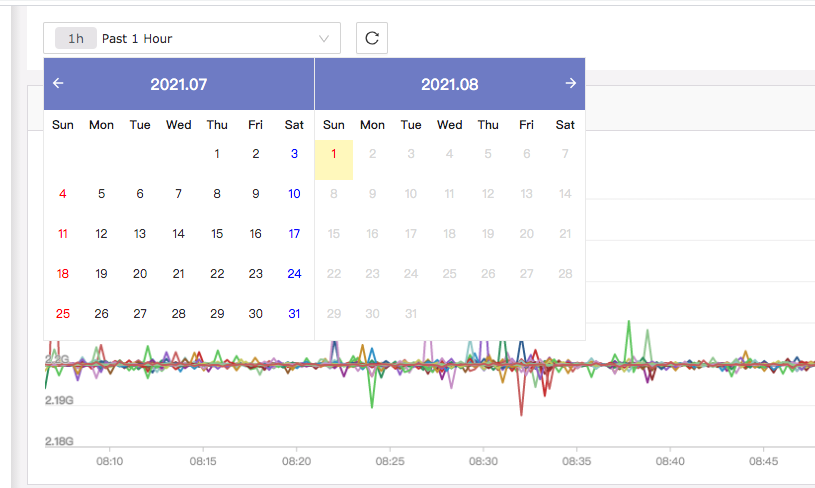 1h Past 1 Hour
2021.07 2021.08
Sun Mon Tue Wed Thu Fri Sat Sun Mon Tue Wed Thu Fri Sat
1 2 3 1 2 3 4 5 6 7
4 5 6 7 8 9 10 8 9 10 11 12 13 14
11 12 13 14 15 16 17 15 16 17 18 19 20 21
18 19 20 21 22 23 24 22 23 24 25 26 27 28
25 26 27 28 29 30 31 29 30 31
2.2G
2.19G
2.18G
08:10 08:15 08:20 08:25 08:30 08:35 08:40 08:45